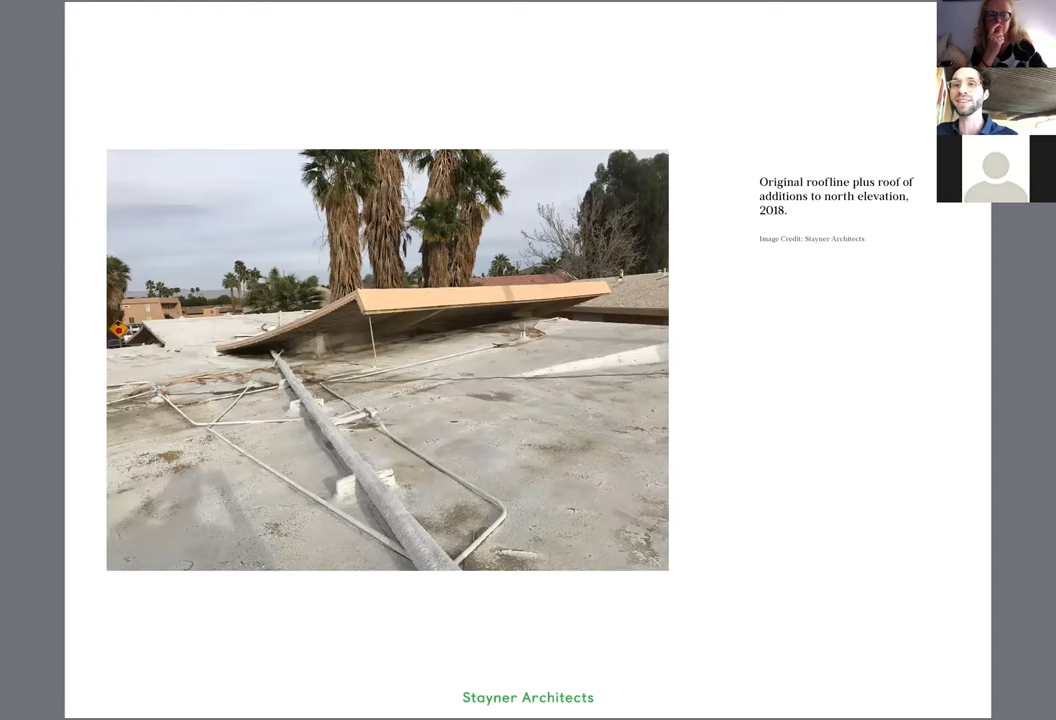 Original roofline plus roof of
additions to north elevation,
2018.
Image Credit: Stayner Architects
Stayner Architects